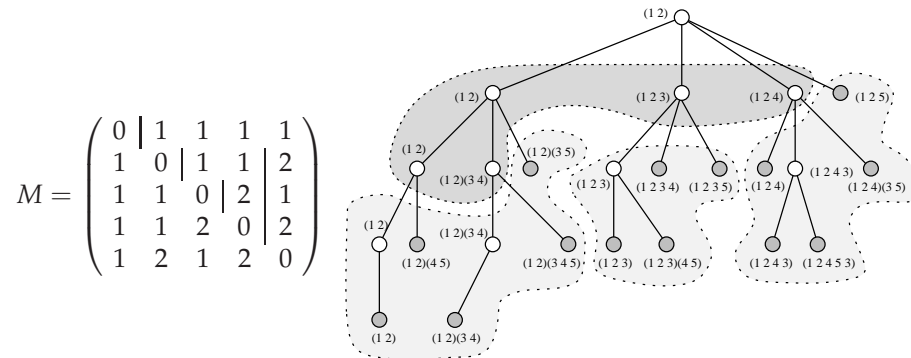 (1 2)
(1 2) (1 2 3) (1 2 4) (1 2 5)
(1 2) (1 2)(3 4) (1 2)(3 5) (1 2 3) (1 2 3 4) (1 2 3 5) (1 2 4) (1 2 4 3) (1 2 4)(3 5)
(1 2) (1 2)(4 5) (1 2)(3 4) (1 2)(3 4 5) (1 2 3) (1 2 3)(4 5) (1 2 4 3) (1 2 4 5 3)
(1 2) (1 2)(3 4)
M =
0 1 1 1 1
1 0 1 1 2
1 1 0 2 1
1 1 2 0 2
1 2 1 2 0